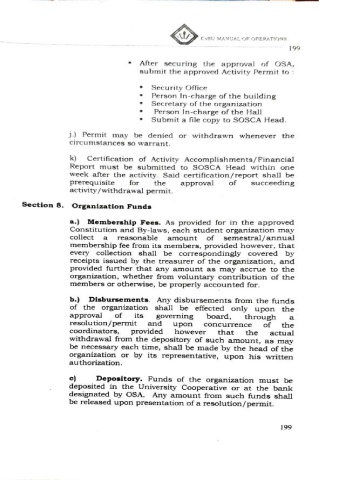 CvSU MANUAL OF OPERATIONS
199
• After securing the approval of OSA,
submit the approved Activity Permit to :
• Security Office
• Person In-charge of the building
• Secretary of the organization
• Person In-charge of the Hall
• Submit a file copy to SOSCA Head.
j.) Permit may be denied or withdrawn whenever the
circumstances so warrant.
k) Certification of Activity Accomplishments/Financial
Report must be submitted to SOSCA Head within one
week after the activity. Said certification/report shall be
prerequisite for the approval of succeeding
activity/withdrawal permit.
Section 8. Organization Funds
a.) Membership Fees. As provided for in the approved
Constitution and By-laws, each student organization may
collect a reasonable amount of semestral/annual
membership fee from its members, provided however, that
every collection shall be correspondingly covered by
receipts issued by the treasurer of the organization, and
provided further that any amount as may accrue to the
organization, whether from voluntary contribution of the
members or otherwise, be properly accounted for.
b.) Disbursements. Any disbursements from the funds
of the organization shall be effected only upon the
approval of its governing board, through a
resolution/permit and upon concurrence of the
coordinators, provided however that the actual
withdrawal from the depository of such amount, as may
be necessary each time, shall be made by the head of the
organization or by its representative, upon his written
authorization.
c) Depository. Funds of the organization must be
deposited in the University Cooperative or at the bank
designated by OSA. Any amount from such funds shall
be released upon presentation of a resolution/permit.
199